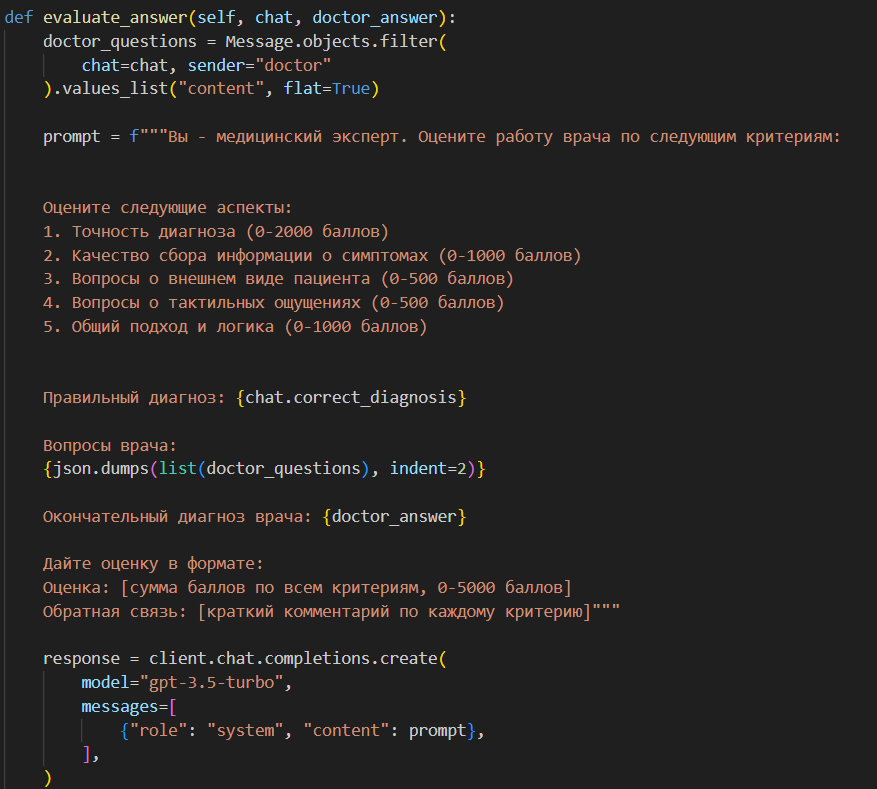 def evaluate_answer(self, chat, doctor_answer):
doctor_questions = Message.objects.filter(
chat=chat, sender="doctor"
).values_list("content", flat=True)
prompt = f"""Вы - медицинский эксперт. Оцените работу врача по следующим критериям:
Оцените следующие аспекты:
1. Точность диагноза (0-2000 баллов)
2. Качество сбора информации о симптомах (0-1000 баллов)
3. Вопросы о внешнем виде пациента (0-500 баллов)
4. Вопросы о тактильных ощущениях (0-500 баллов)
5. Общий подход и логика (0-1000 баллов)
Правильный диагноз: {chat.correct_diagnosis}
Вопросы врача:
{json.dumps(list(doctor_questions), indent=2)}
Окончательный диагноз врача: {doctor_answer}
Дайте оценку в формате:
Оценка: [сумма баллов по всем критериям, 0-5000 баллов]
Обратная связь: [краткий комментарий по каждому критерию]"""
response = client.chat.completions.create(
model="gpt-3.5-turbo",
messages=[
{"role": "system", "content": prompt},
],
)